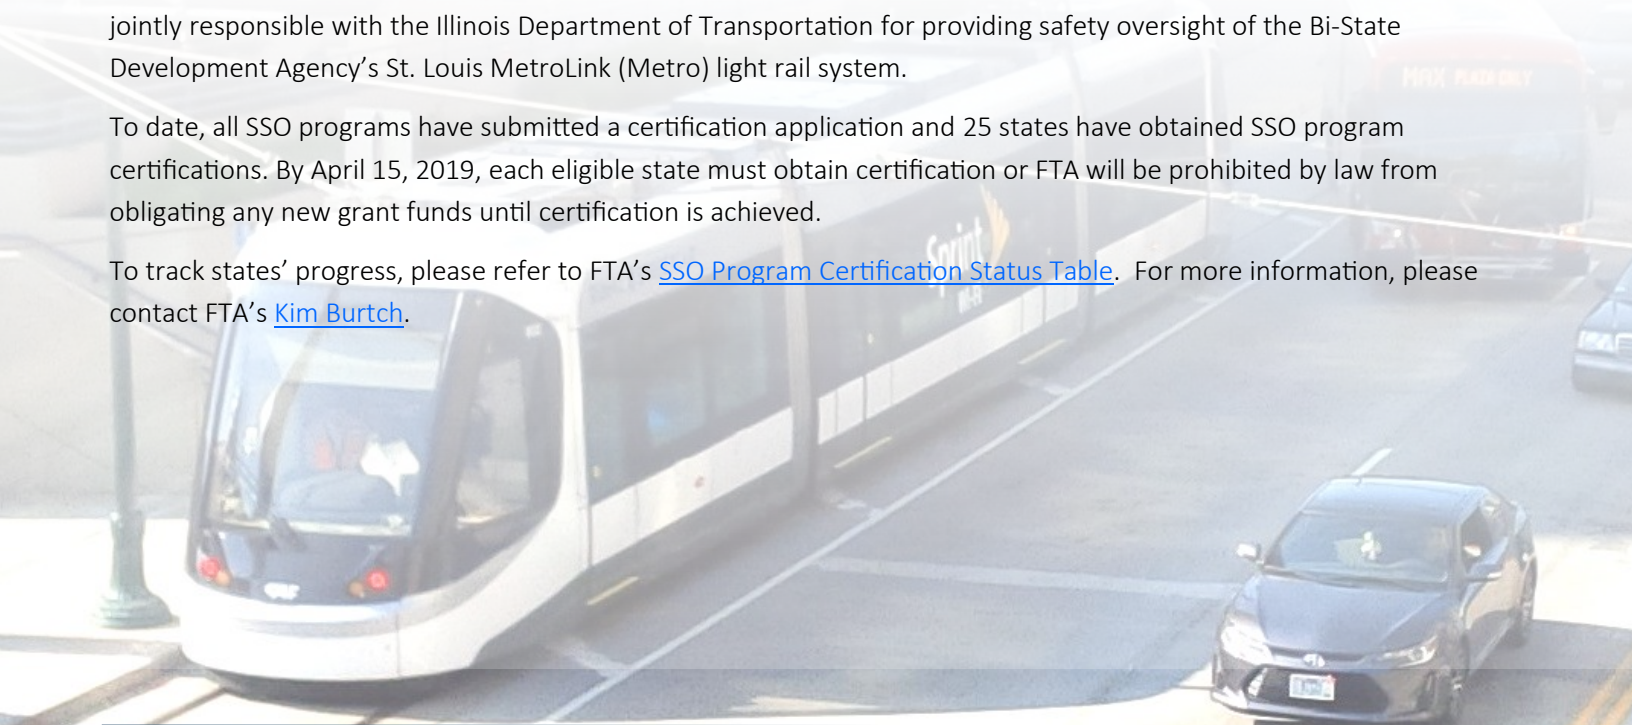 jointly responsible with the Illinois Department of Transportation for providing safety oversight of the Bi-State
Development Agency’s St. Louis MetroLink (Metro) light rail system.
To date, all SSO programs have submitted a certification application and 25 states have obtained SSO program
certifications. By April 15, 2019, each eligible state must obtain certification or FTA will be prohibited by law from
obligating any new grant funds until certification is achieved.
To track states’ progress, please refer to FTA’s SSO Program Certification Status Table.  For more information, please
contact FTA’s Kim Burtch.
MAX PLAZA ONLY
Sprint